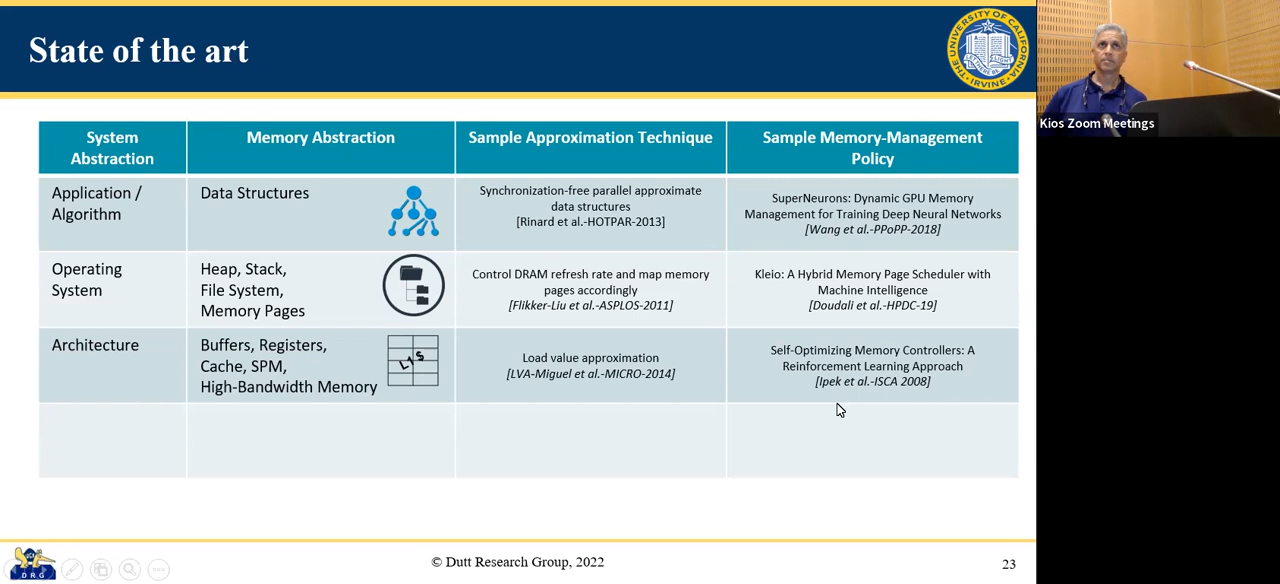 State of the art
System
Abstraction
Memory Abstraction
Sample Approximation Technique
Sample Memory-Management
Policy
Application /
Algorithm
Data Structures
Synchronization-free parallel approximate
data structures
[Rinard et al.-HOTPAR-2013]
SuperNeurons: Dynamic GPU Memory
Management for Training Deep Neural Networks
[Wang et al.-PPoPP-2018]
Operating
System
Heap, Stack,
File System,
Memory Pages
Control DRAM refresh rate and map memory
pages accordingly
[Flikker-Liu et al.-ASPLOS-2011]
Kleio: A Hybrid Memory Page Scheduler with
Machine Intelligence
[Doudali et al.-HPDC-19]
Architecture
Buffers, Registers,
Cache, SPM,
High-Bandwidth Memory
L1$
Load value approximation
[LVA-Miguel et al.-MICRO-2014]
Self-Optimizing Memory Controllers: A
Reinforcement Learning Approach
[Ipek et al.-ISCA 2008]
© Dutt Research Group, 2022
23
D R G
THE UNIVERSITY OF CALIFORNIA
IRVINE
Kios Zoom Meetings